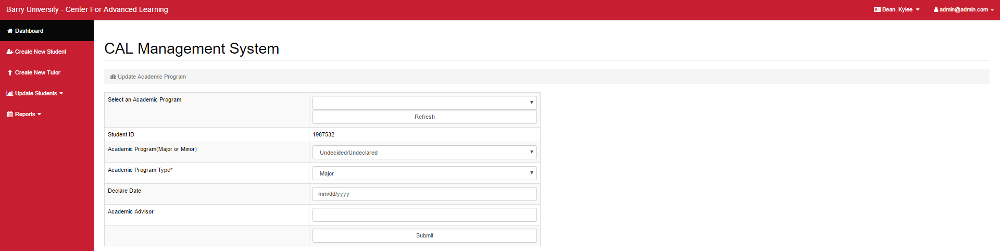 Barry University - Center For Advanced Learning
Bean, Kylee
admin@admin.com
Dashboard
Create New Student
Create New Tutor
Update Students
Reports
CAL Management System
Update Academic Program
Select an Academic Program
Refresh
Student ID 1987532
Academic Program(Major or Minor) Undecided/Undeclared
Academic Program Type* Major
Declare Date mm/dd/yyyy
Academic Advisor
Submit